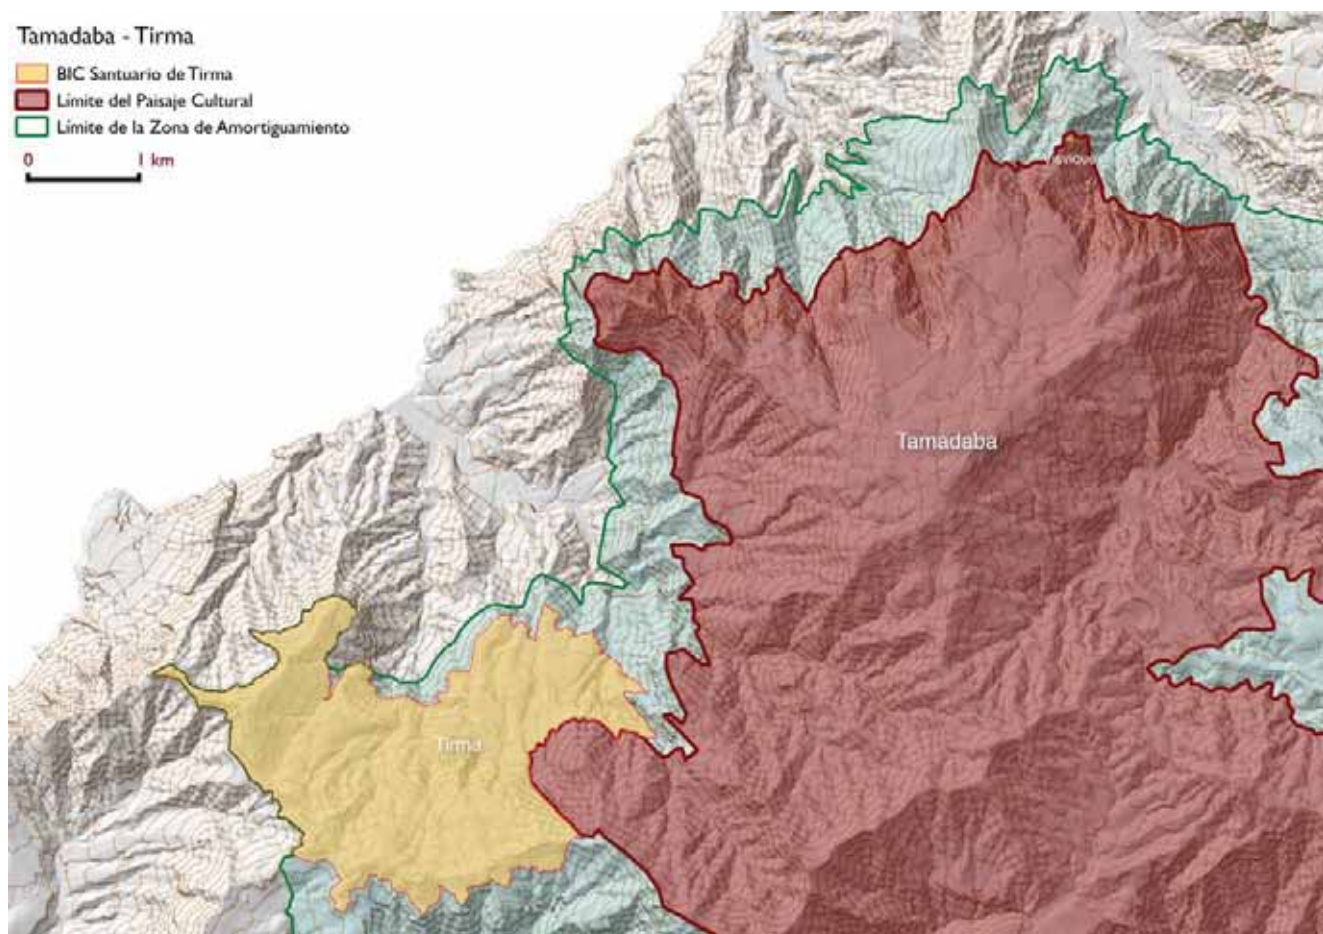 Tamadaba - Tirma
BIC Santuario de Tirma
Límite del Paisaje Cultural
Límite de la Zona de Amortiguamiento
0 1 km
Tamadaba
Tirma